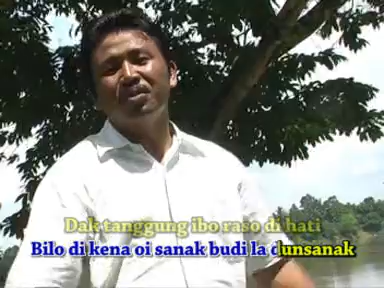 Dak tanggung ibo raso di hati
Bilo di kena oi sanak budi la dunsanak